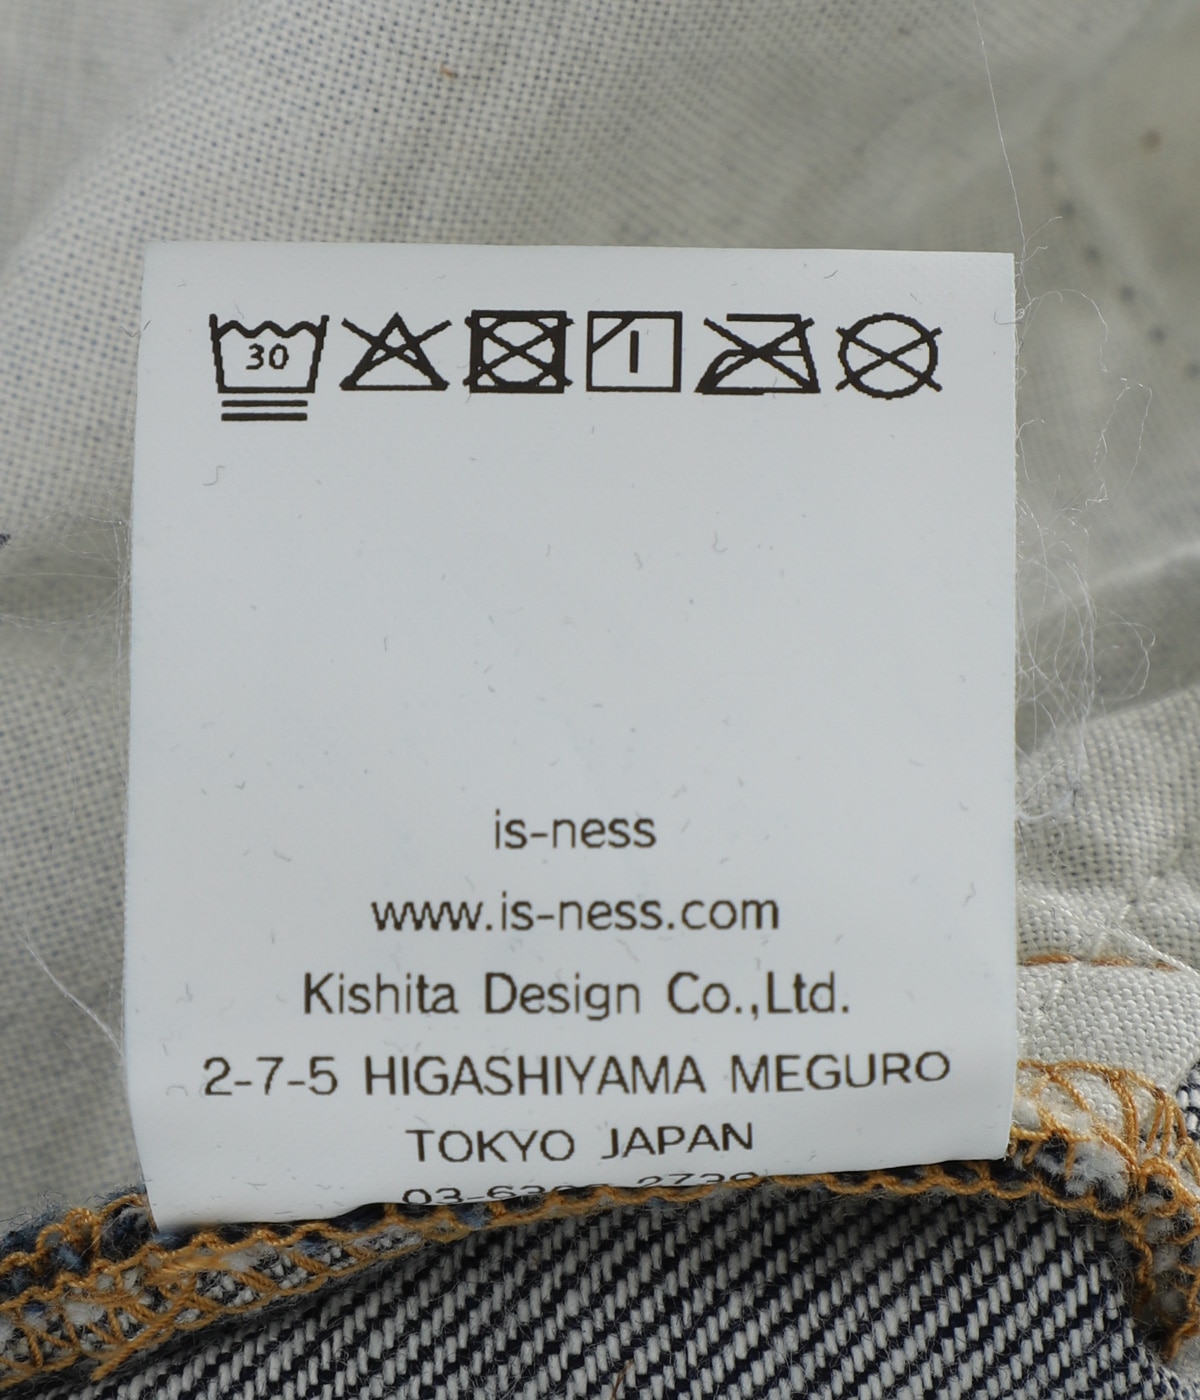 30
is-ness
www.is-ness.com
Kishita Design Co.,Ltd.
2-7-5 HIGASHIYAMA MEGURO
TOKYO JAPAN